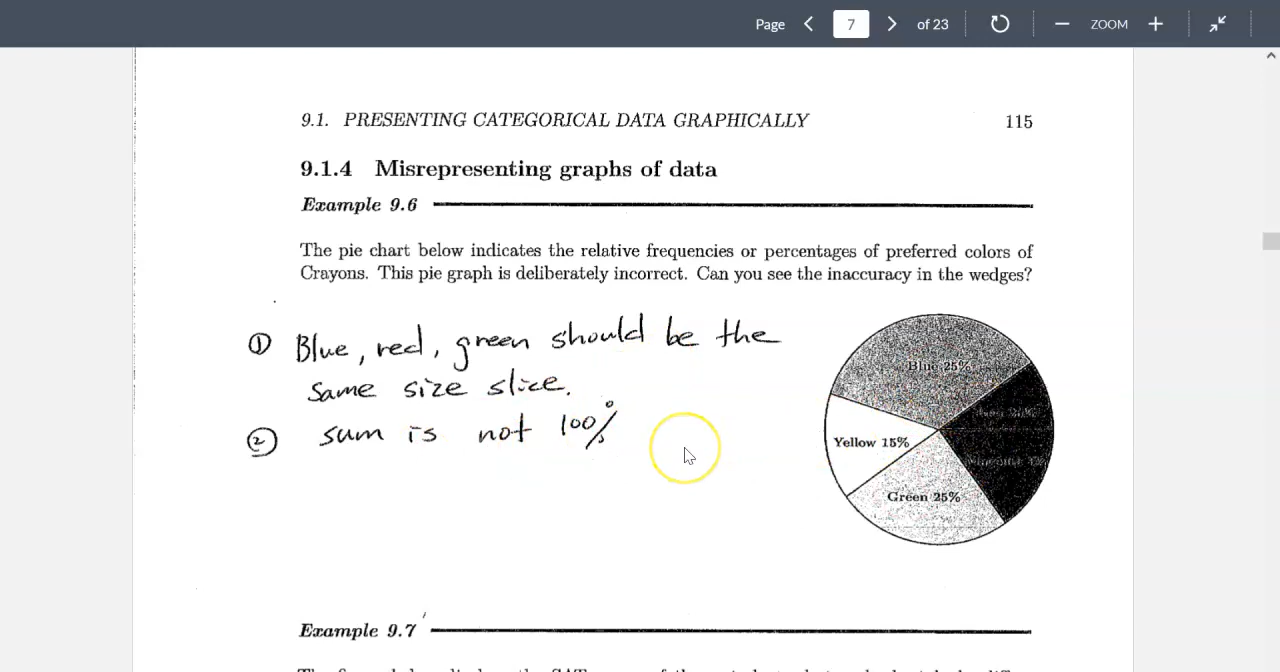 Page 7 of 23 ZOOM
9.1. PRESENTING CATEGORICAL DATA GRAPHICALLY 115
9.1.4 Misrepresenting graphs of data
Example 9.6
The pie chart below indicates the relative frequencies or percentages of preferred colors of
Crayons. This pie graph is deliberately incorrect. Can you see the inaccuracy in the wedges?
① Blue, red, green should be the
same size slice.
② sum is not 100%
Blue 25%
Yellow 15%
Green 25%
Example 9.7